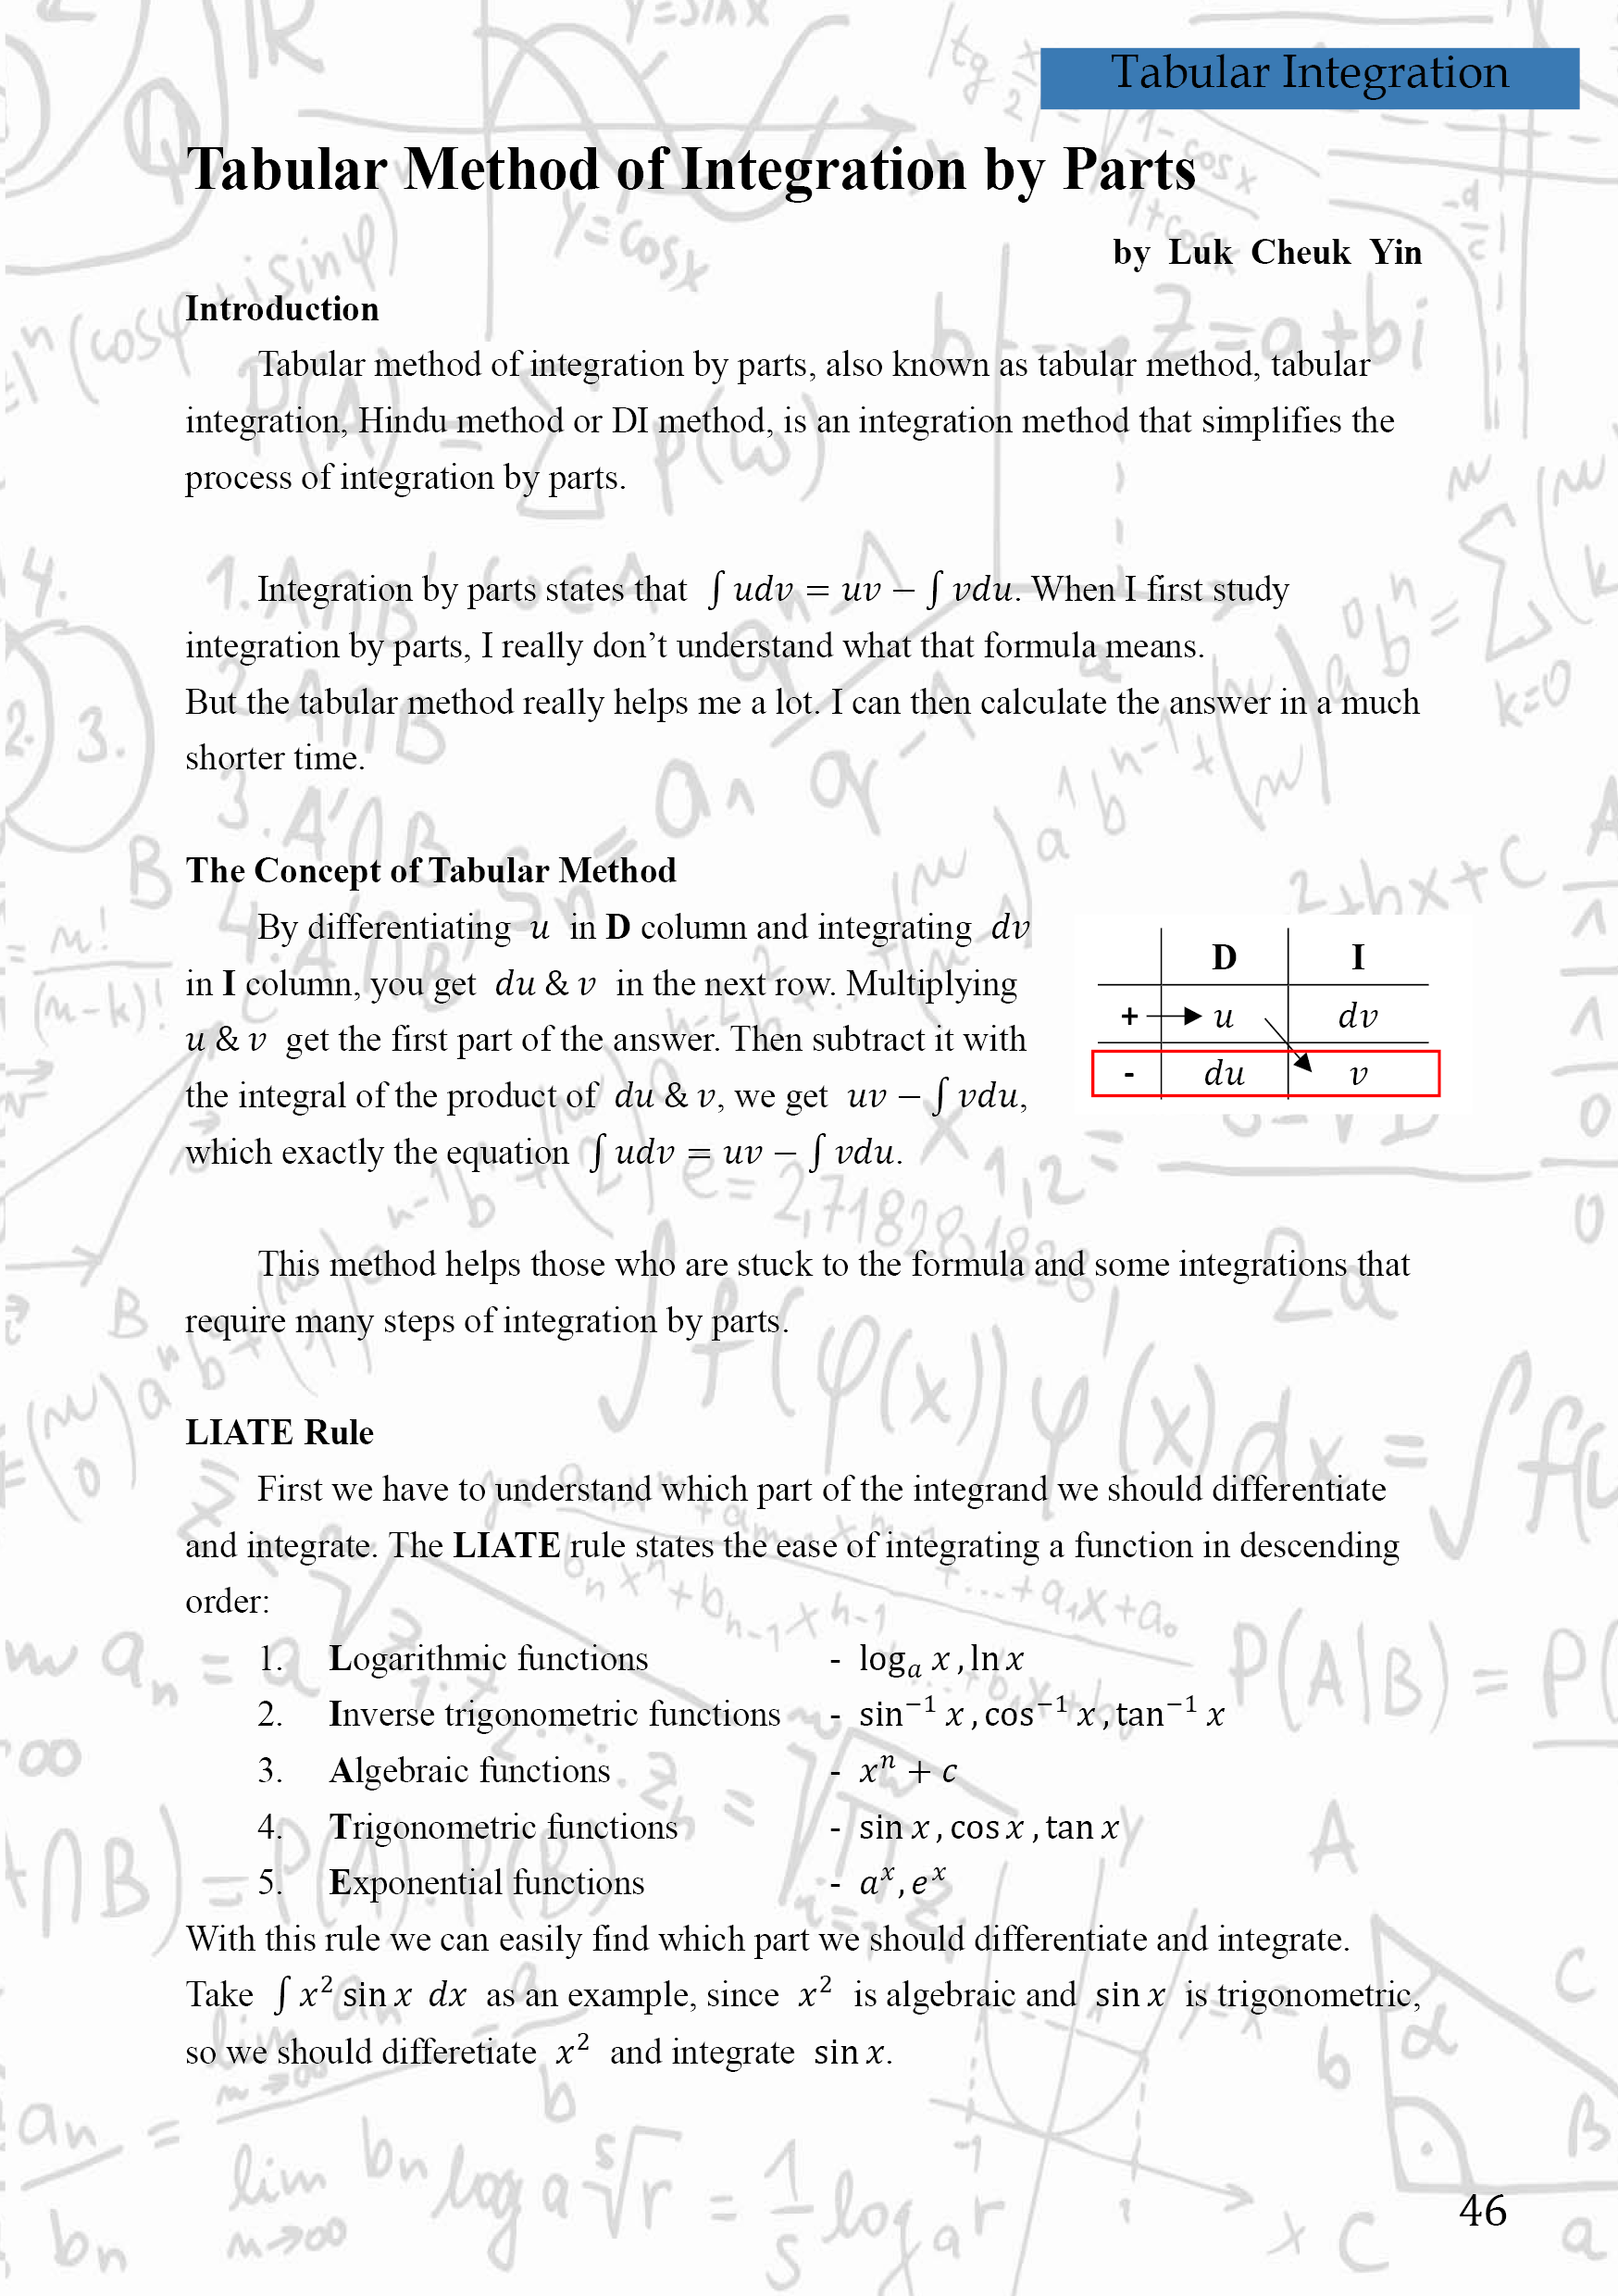 Tabular Integration
Tabular Method of Integration by Parts
by Luk Cheuk Yin
Introduction
Tabular method of integration by parts, also known as tabular method, tabular
integration, Hindu method or DI method, is an integration method that simplifies the
process of integration by parts.
Integration by parts states that ∫ udv = uv − ∫ vdu. When I first study
integration by parts, I really don’t understand what that formula means.
But the tabular method really helps me a lot. I can then calculate the answer in a much
shorter time.
The Concept of Tabular Method
By differentiating u in D column and integrating dv
in I column, you get du & v in the next row. Multiplying
u & v get the first part of the answer. Then subtract it with
the integral of the product of du & v, we get uv − ∫ vdu,
which exactly the equation ∫ udv = uv − ∫ vdu.
D I
+ u dv
- du v
This method helps those who are stuck to the formula and some integrations that
require many steps of integration by parts.
LIATE Rule
First we have to understand which part of the integrand we should differentiate
and integrate. The LIATE rule states the ease of integrating a function in descending
order:
1. Logarithmic functions - logₐ x , ln x
2. Inverse trigonometric functions - sin⁻¹ x , cos⁻¹ x , tan⁻¹ x
3. Algebraic functions - xⁿ + c
4. Trigonometric functions - sin x , cos x , tan x
5. Exponential functions - aˣ , eˣ
With this rule we can easily find which part we should differentiate and integrate.
Take ∫ x² sin x dx as an example, since x² is algebraic and sin x is trigonometric,
so we should differetiate x² and integrate sin x.
46